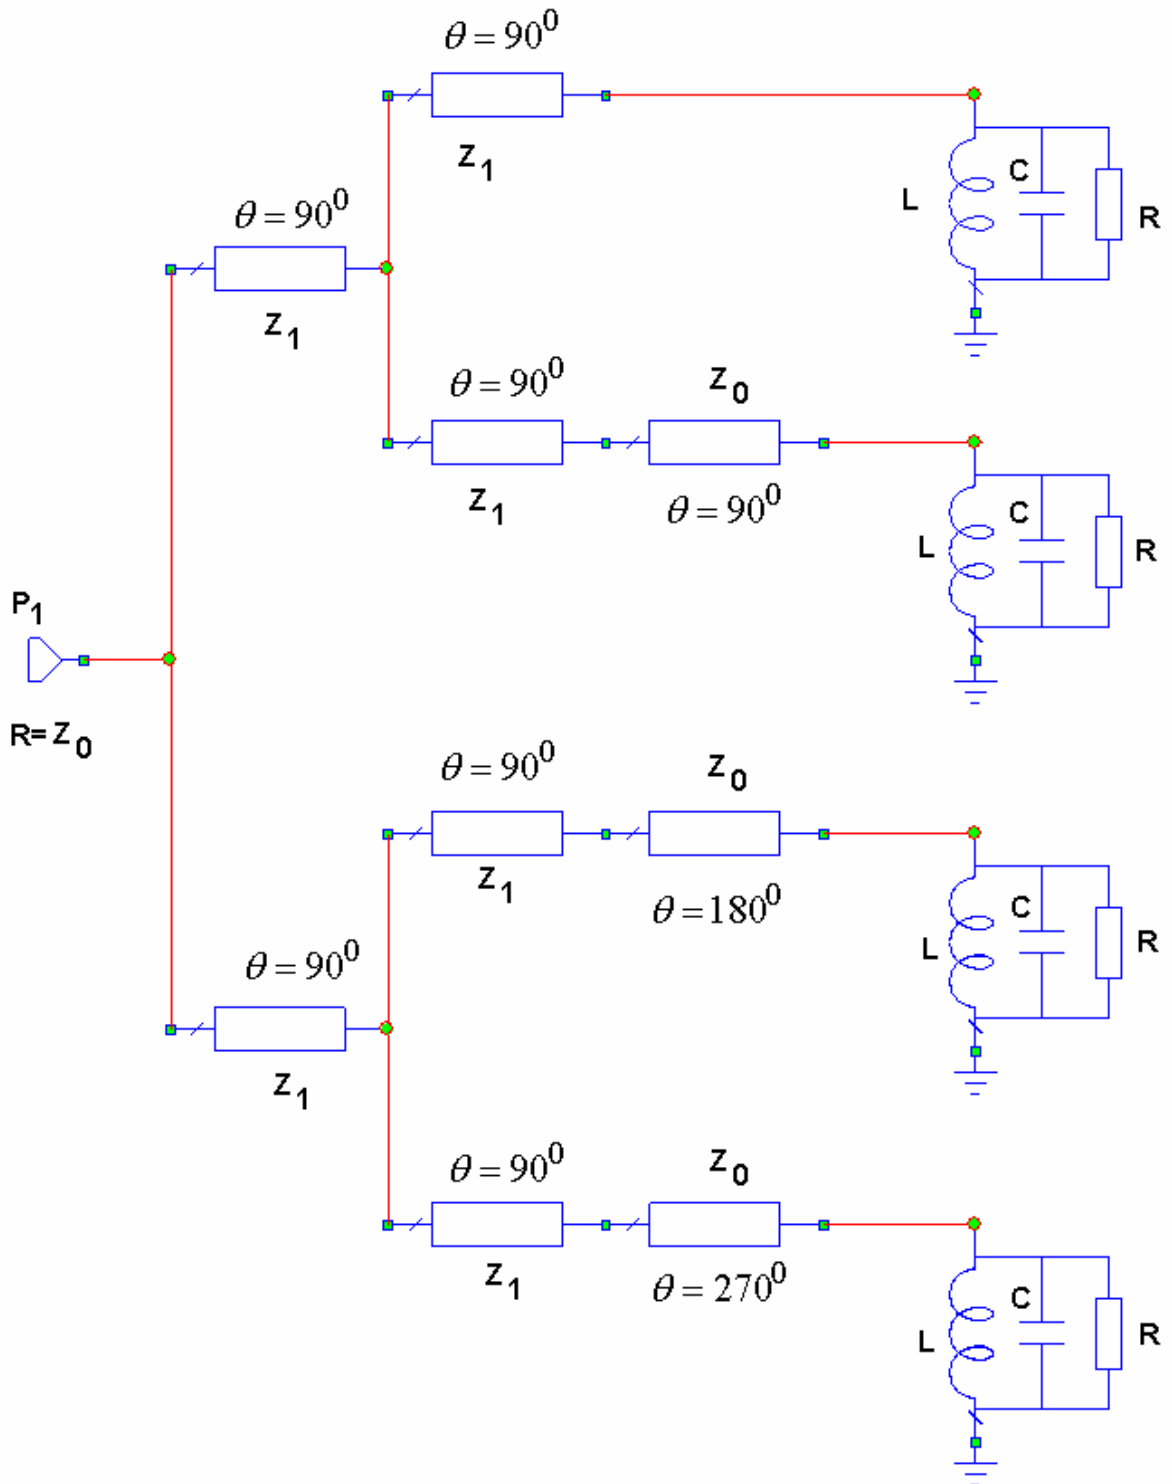 θ = 90⁰
Z₁
L
C
R
θ = 90⁰
Z₁
θ = 90⁰
Z₁
Z₀
θ = 90⁰
L
C
R
P₁
R= Z₀
θ = 90⁰
Z₁
Z₀
θ = 180⁰
L
C
R
θ = 90⁰
Z₁
θ = 90⁰
Z₁
Z₀
θ = 270⁰
L
C
R